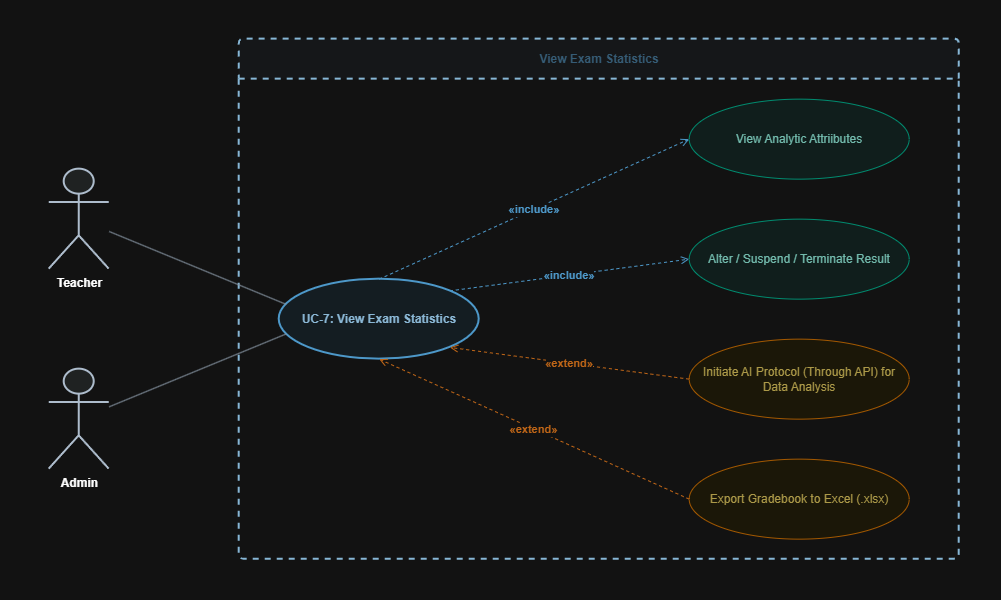 View Exam Statistics
View Analytic Attriibutes
Teacher
«include»
Alter / Suspend / Terminate Result
«include»
UC-7: View Exam Statistics
«extend»
Initiate AI Protocol (Through API) for
Data Analysis
Admin
«extend»
Export Gradebook to Excel (.xlsx)